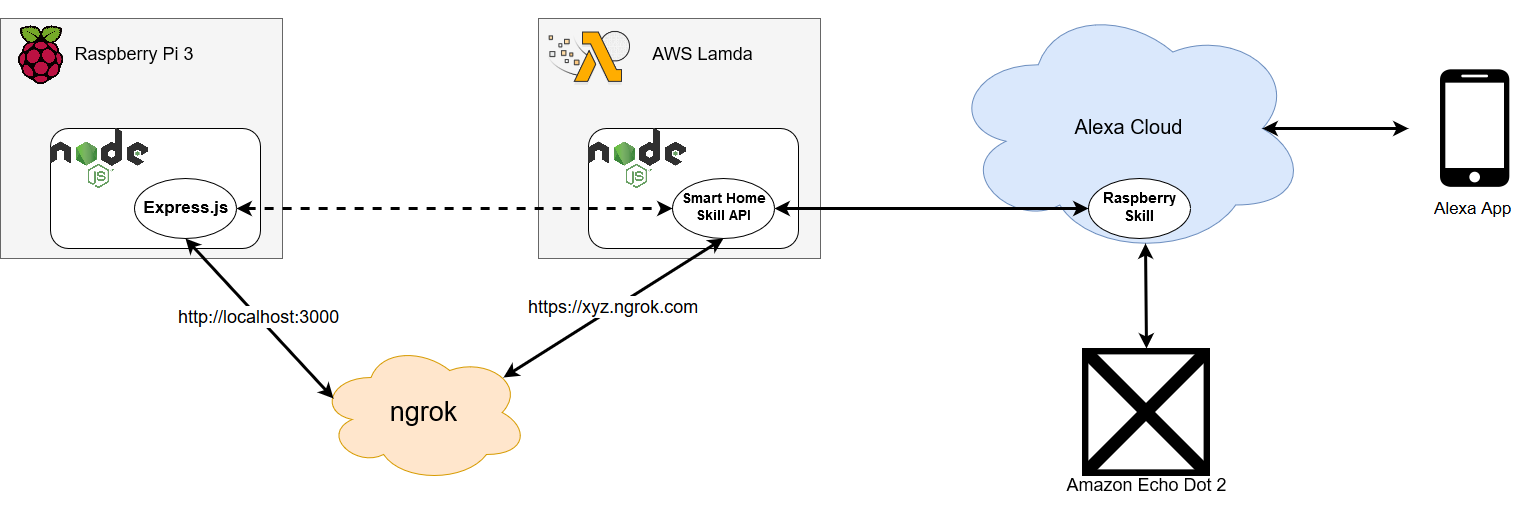 Raspberry Pi 3
AWS Lamda
Alexa Cloud
node
JS
Express.js
node
JS
Smart Home
Skill API
Raspberry
Skill
Alexa App
http://localhost:3000
https://xyz.ngrok.com
ngrok
Amazon Echo Dot 2